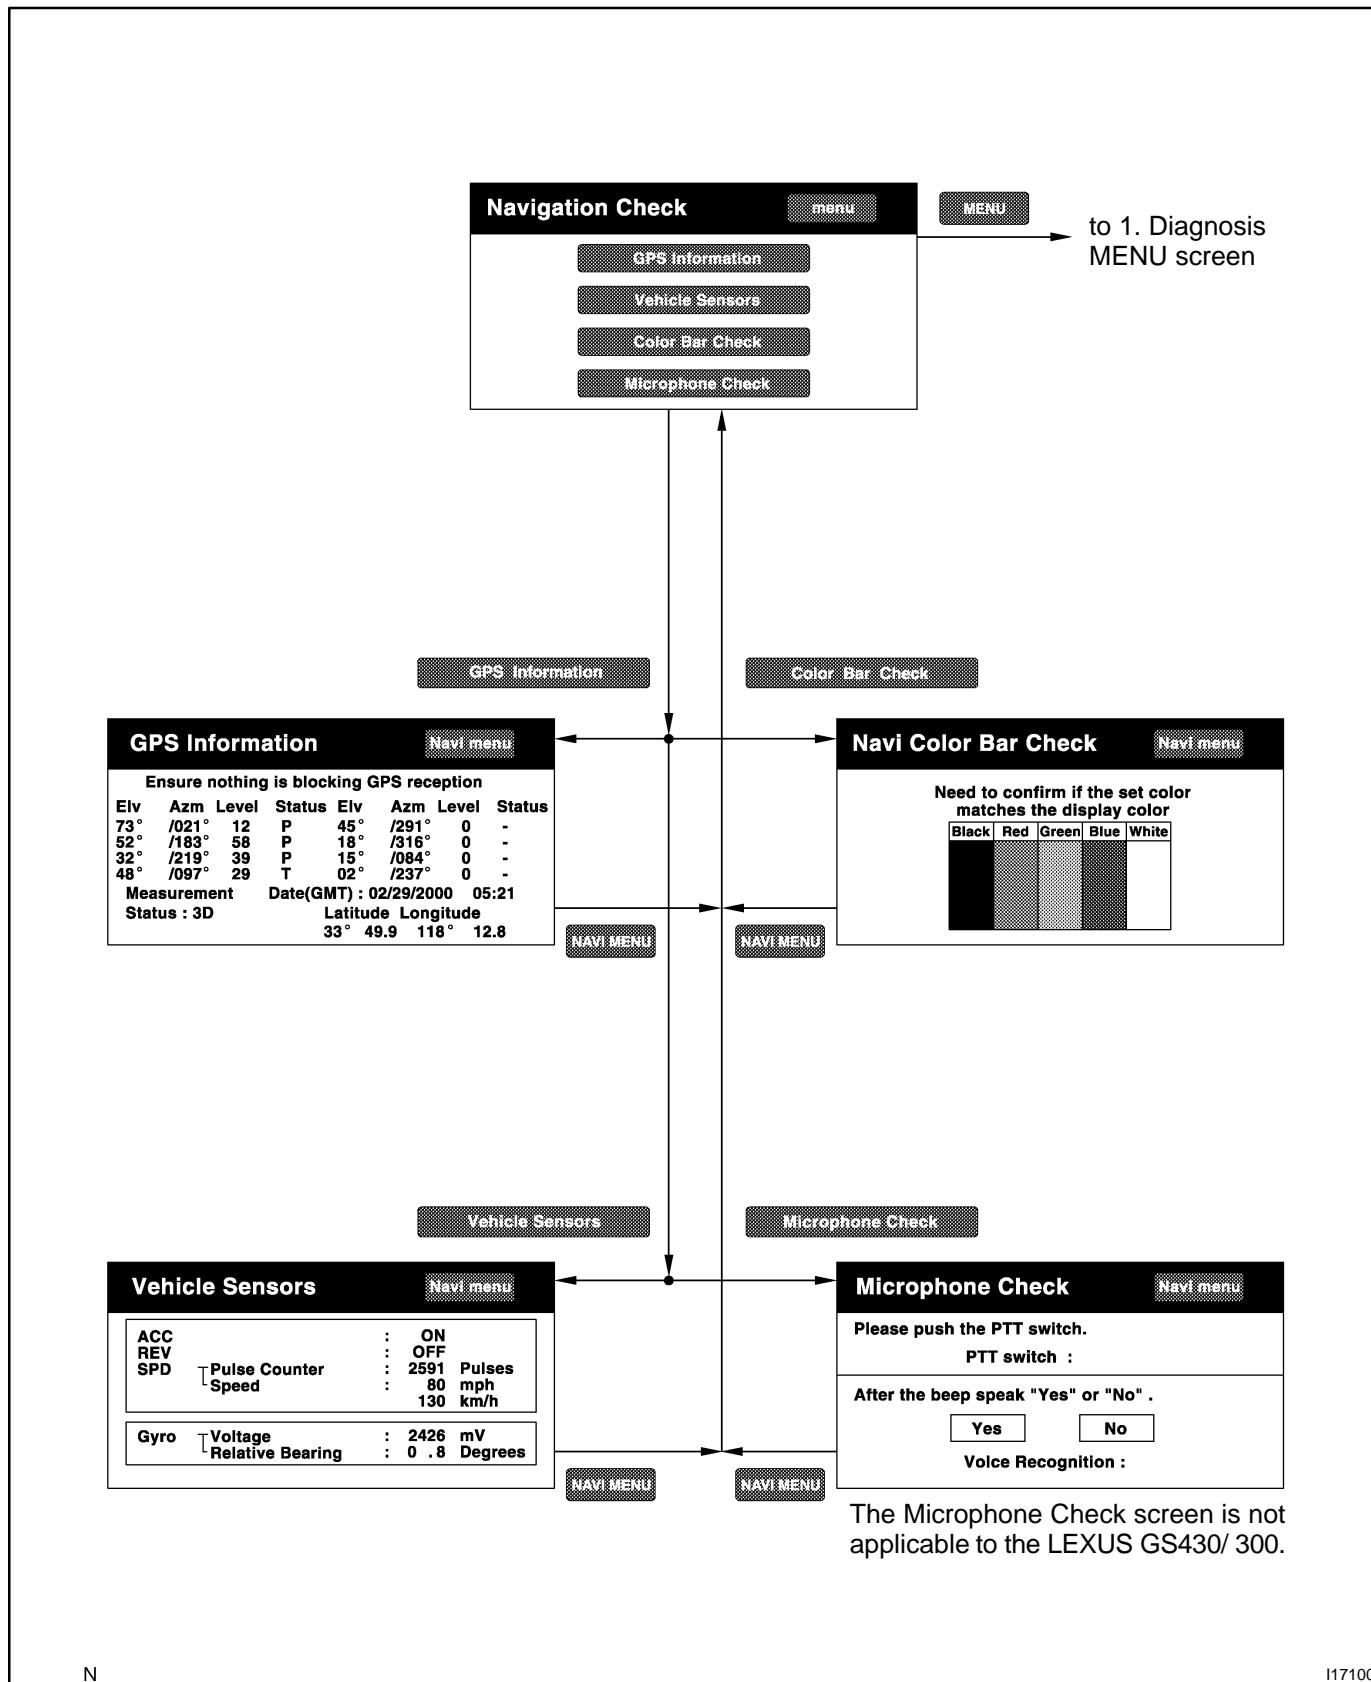 Navigation Check menu MENU
to 1. Diagnosis
MENU screen
GPS Information
Vehicle Sensors
Color Bar Check
Microphone Check
GPS Information
Color Bar Check
GPS Information Navi menu
Ensure nothing is blocking GPS reception
Elv Azm Level Status Elv Azm Level Status
73° /021° 12 P 45° /291° 0 -
52° /183° 58 P 18° /316° 0 -
32° /219° 39 P 15° /084° 0 -
48° /097° 29 T 02° /237° 0 -
Measurement Date(GMT) : 02/29/2000 05:21
Status : 3D Latitude Longitude
33° 49.9 118° 12.8
NAVI MENU
Navi Color Bar Check Navi menu
Need to confirm if the set color
matches the display color
Black Red Green Blue White
NAVI MENU
Vehicle Sensors
Microphone Check
Vehicle Sensors Navi menu
ACC : ON
REV : OFF
SPD Pulse Counter : 2591 Pulses
Speed : 80 mph
130 km/h
Gyro Voltage : 2426 mV
Relative Bearing : 0 .8 Degrees
NAVI MENU
Microphone Check Navi menu
Please push the PTT switch.
PTT switch :
After the beep speak "Yes" or "No" .
Yes No
Voice Recognition :
NAVI MENU
The Microphone Check screen is not
applicable to the LEXUS GS430/ 300.
N
I17100